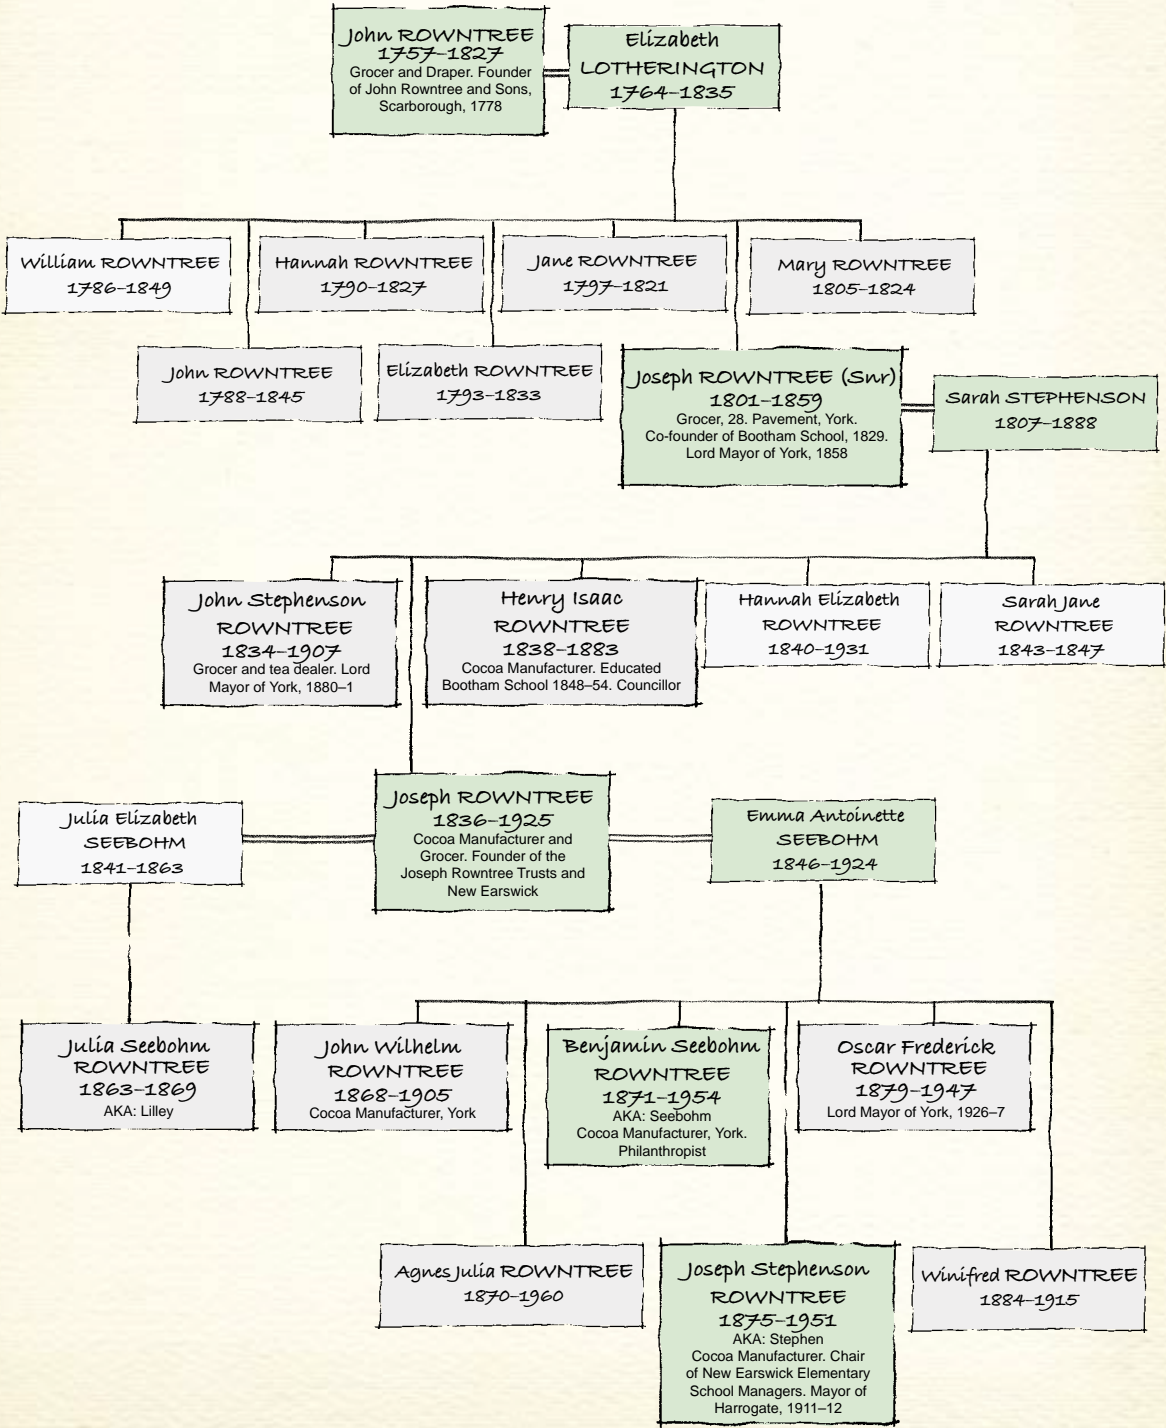 John ROWNTREE
1757–1827
Grocer and Draper. Founder
of John Rowntree and Sons,
Scarborough, 1778
Elizabeth
LOTHERINGTON
1764–1835
William ROWNTREE
1786–1849
Hannah ROWNTREE
1790–1827
Jane ROWNTREE
1797–1821
Mary ROWNTREE
1805–1824
John ROWNTREE
1788–1845
Elizabeth ROWNTREE
1793–1833
Joseph ROWNTREE (Snr)
1801–1859
Grocer, 28. Pavement, York.
Co-founder of Bootham School, 1829.
Lord Mayor of York, 1858
Sarah STEPHENSON
1807–1888
John Stephenson
ROWNTREE
1834–1907
Grocer and tea dealer. Lord
Mayor of York, 1880–1
Henry Isaac
ROWNTREE
1838–1883
Cocoa Manufacturer. Educated
Bootham School 1848–54. Councillor
Hannah Elizabeth
ROWNTREE
1840–1931
Sarah Jane
ROWNTREE
1843–1847
Julia Elizabeth
SEEBOHM
1841–1863
Joseph ROWNTREE
1836–1925
Cocoa Manufacturer and
Grocer. Founder of the
Joseph Rowntree Trusts and
New Earswick
Emma Antoinette
SEEBOHM
1846–1924
Julia Seebohm
ROWNTREE
1863–1869
AKA: Lilley
John Wilhelm
ROWNTREE
1868–1905
Cocoa Manufacturer, York
Benjamin Seebohm
ROWNTREE
1871–1954
AKA: Seebohm
Cocoa Manufacturer, York.
Philanthropist
Oscar Frederick
ROWNTREE
1879–1947
Lord Mayor of York, 1926–7
Agnes Julia ROWNTREE
1870–1960
Joseph Stephenson
ROWNTREE
1875–1951
AKA: Stephen
Cocoa Manufacturer. Chair
of New Earswick Elementary
School Managers. Mayor of
Harrogate, 1911–12
Winifred ROWNTREE
1884–1915